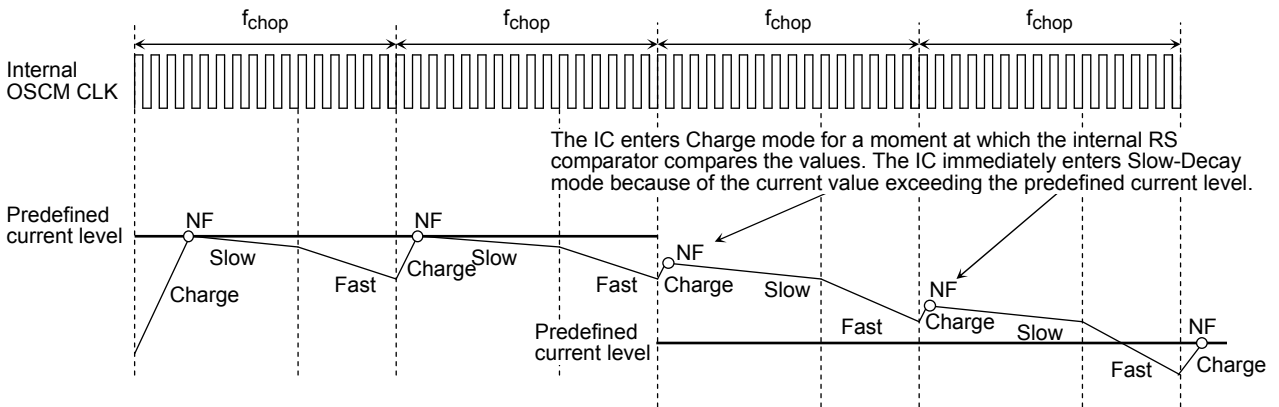 fchop
fchop
fchop
fchop
Internal
OSCM CLK
The IC enters Charge mode for a moment at which the internal RS
comparator compares the values. The IC immediately enters Slow-Decay
mode because of the current value exceeding the predefined current level.
Predefined
current level
NF
Slow
Charge
Fast
NF
Charge
Slow
Fast
NF
Charge
Slow
Fast
Predefined
current level
NF
Charge
Slow
Fast
NF
Charge